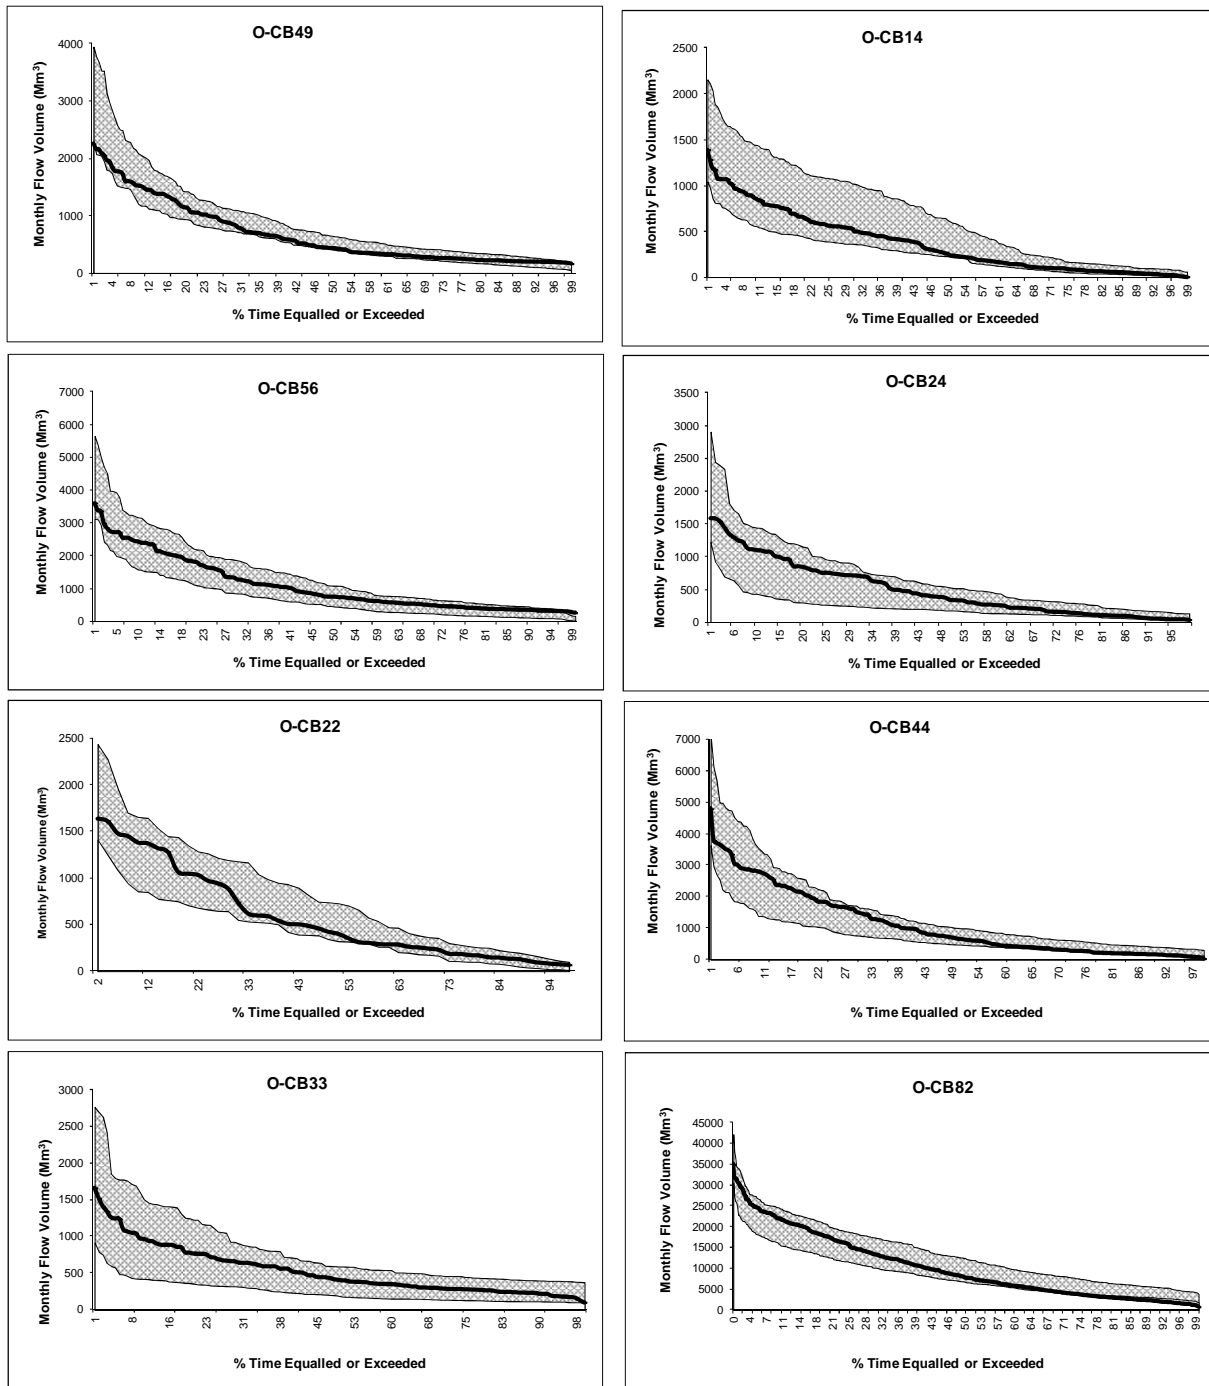 O-CB49
Monthly Flow Volume (Mm³)
4000
3000
2000
1000
0
1 4 8 12 16 20 23 27 31 35 39 42 46 50 54 58 61 65 69 73 77 80 84 88 92 96 99
% Time Equalled or Exceeded
O-CB14
Monthly Flow Volume (Mm³)
2500
2000
1500
1000
500
0
1 4 8 11 15 18 22 25 29 32 36 39 43 46 50 54 57 61 64 68 71 75 78 82 85 89 92 96 99
% Time Equalled or Exceeded
O-CB56
Monthly Flow Volume (Mm³)
7000
6000
5000
4000
3000
2000
1000
0
1 5 10 14 18 23 27 32 36 41 45 50 54 59 63 68 72 76 81 85 90 94 99
% Time Equalled or Exceeded
O-CB24
Monthly Flow Volume (Mm³)
3500
3000
2500
2000
1500
1000
500
0
1 6 10 15 20 25 29 34 39 43 48 53 58 62 67 72 76 81 86 91 95
% Time Equalled or Exceeded
O-CB22
Monthly Flow Volume (Mm³)
2500
2000
1500
1000
500
0
2 12 22 33 43 53 63 73 84 94
% Time Equalled or Exceeded
O-CB44
Monthly Flow Volume (Mm³)
7000
6000
5000
4000
3000
2000
1000
0
1 6 11 17 22 27 33 38 43 49 54 60 65 70 76 81 86 92 97
% Time Equalled or Exceeded
O-CB33
Monthly Flow Volume (Mm³)
3000
2500
2000
1500
1000
500
0
1 8 16 23 31 38 45 53 60 68 75 83 90 98
% Time Equalled or Exceeded
O-CB82
Monthly Flow Volume (Mm³)
45000
40000
35000
30000
25000
20000
15000
10000
5000
0
0 4 7 11 14 18 22 25 29 32 36 40 43 47 50 54 57 60 63 67 71 74 78 81 85 89 92 96 99
% Time Equalled or Exceeded